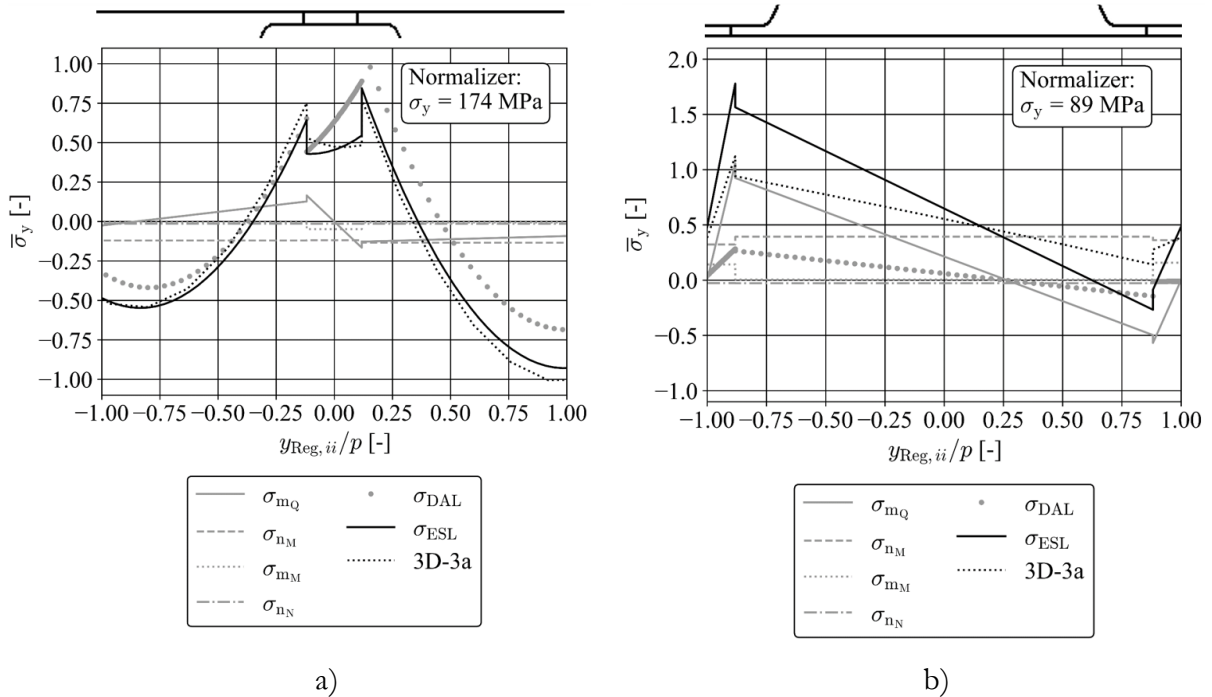 1.00
0.75
0.50
0.25
0.00
−0.25
−0.50
−0.75
−1.00
σ̅y [-]
Normalizer:
σy = 174 MPa
−1.00 −0.75 −0.50 −0.25 0.00 0.25 0.50 0.75 1.00
yReg, ii/p [-]
σmQ
σnM
σmM
σnN
σDAL
σESL
3D-3a
a)
2.0
1.5
1.0
0.5
0.0
−0.5
−1.0
σ̅y [-]
Normalizer:
σy = 89 MPa
−1.00 −0.75 −0.50 −0.25 0.00 0.25 0.50 0.75 1.00
yReg, ii/p [-]
σmQ
σnM
σmM
σnN
σDAL
σESL
3D-3a
b)